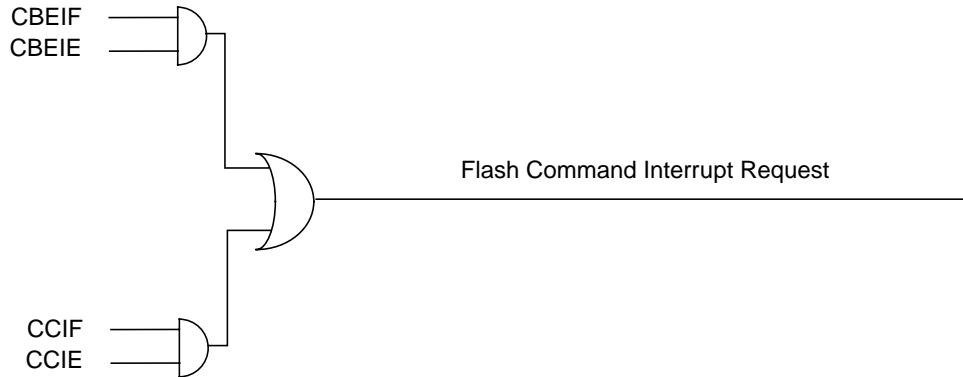 CBEIF
CBEIE
Flash Command Interrupt Request
CCIF
CCIE